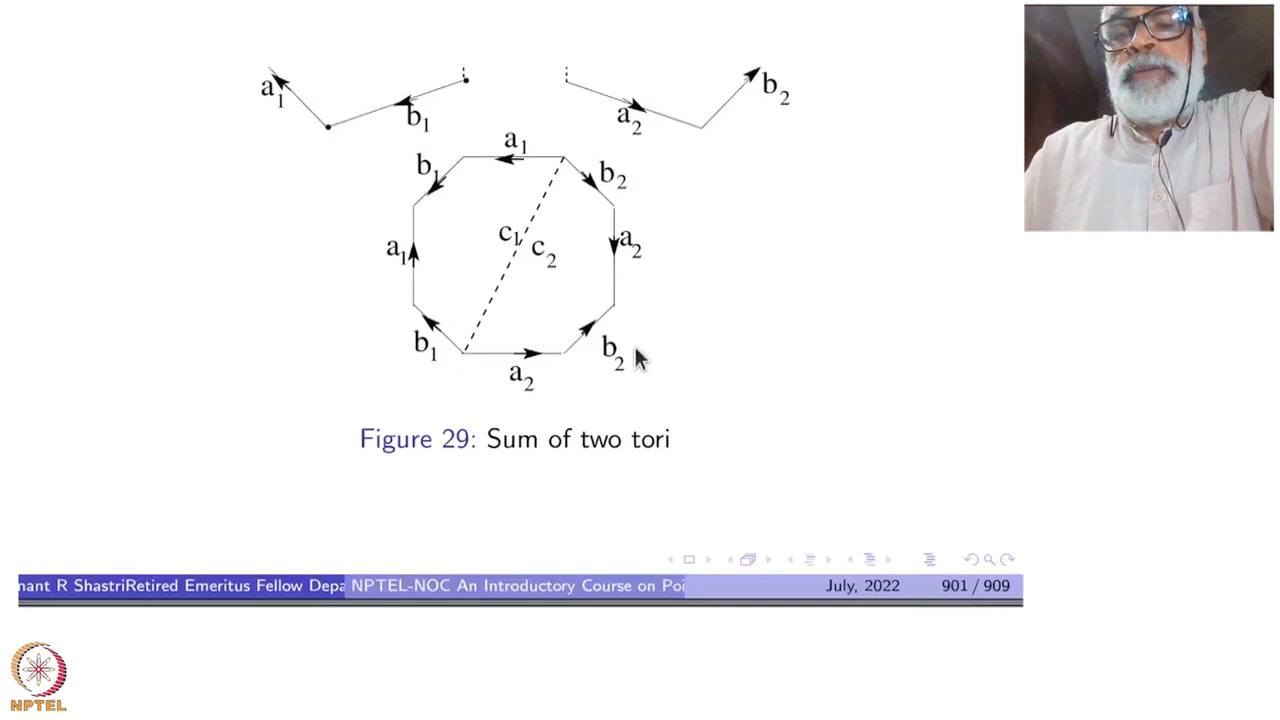 a1 b1 a2 b2
a1
b1 b2
c1 c2
a1 a2
b1 b2
a2
Figure 29: Sum of two tori
nant R ShastriRetired Emeritus Fellow Depa NPTEL-NOC An Introductory Course on Poi July, 2022 901 / 909
NPTEL